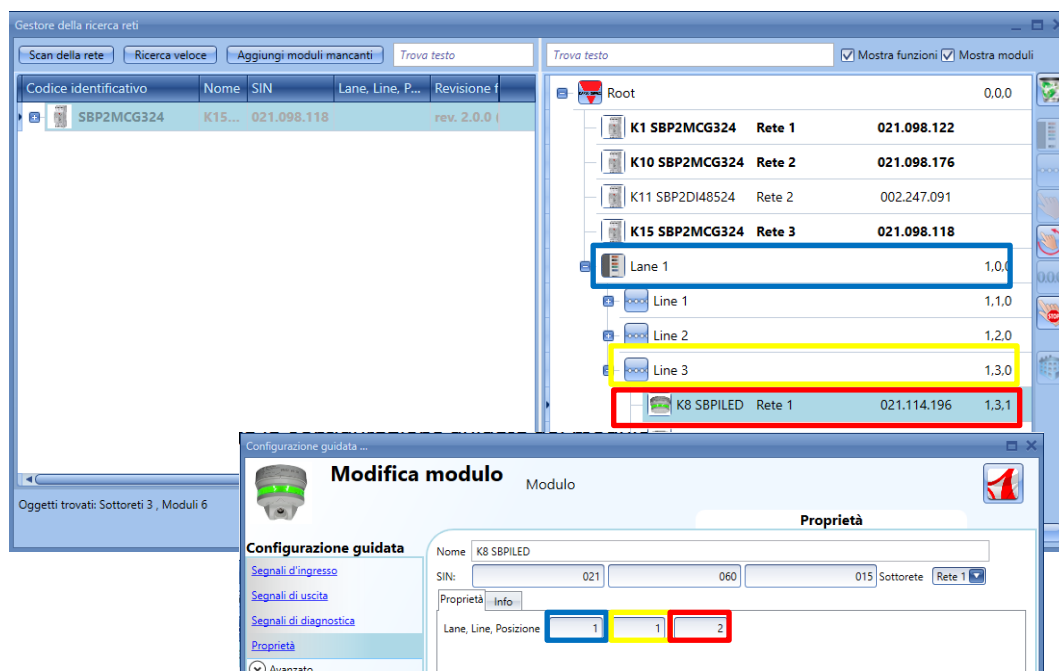 Gestore della ricerca reti
Scan della rete
Ricerca veloce
Aggiungi moduli mancanti
Trova testo
Trova testo
Mostra funzioni
Mostra moduli
Codice identificativo
Nome
SIN
Lane, Line, P...
Revisione f
SBP2MCG324
K15...
021.098.118
rev. 2.0.0 (
Root 0,0,0
K1 SBP2MCG324 Rete 1 021.098.122
K10 SBP2MCG324 Rete 2 021.098.176
K11 SBP2DI48524 Rete 2 002.247.091
K15 SBP2MCG324 Rete 3 021.098.118
Lane 1 1,0,0
Line 1 1,1,0
Line 2 1,2,0
Line 3 1,3,0
K8 SBPILED Rete 1 021.114.196 1,3,1
STOP
Oggetti trovati: Sottoreti 3 , Moduli 6
Configurazione guidata ...
Modifica modulo
Modulo
Proprietà
Configurazione guidata
Segnali d'ingresso
Segnali di uscita
Segnali di diagnostica
Proprietà
Avanzato
Nome K8 SBPILED
SIN: 021 060 015 Sottorete Rete 1
Proprietà Info
Lane, Line, Posizione 1 1 2